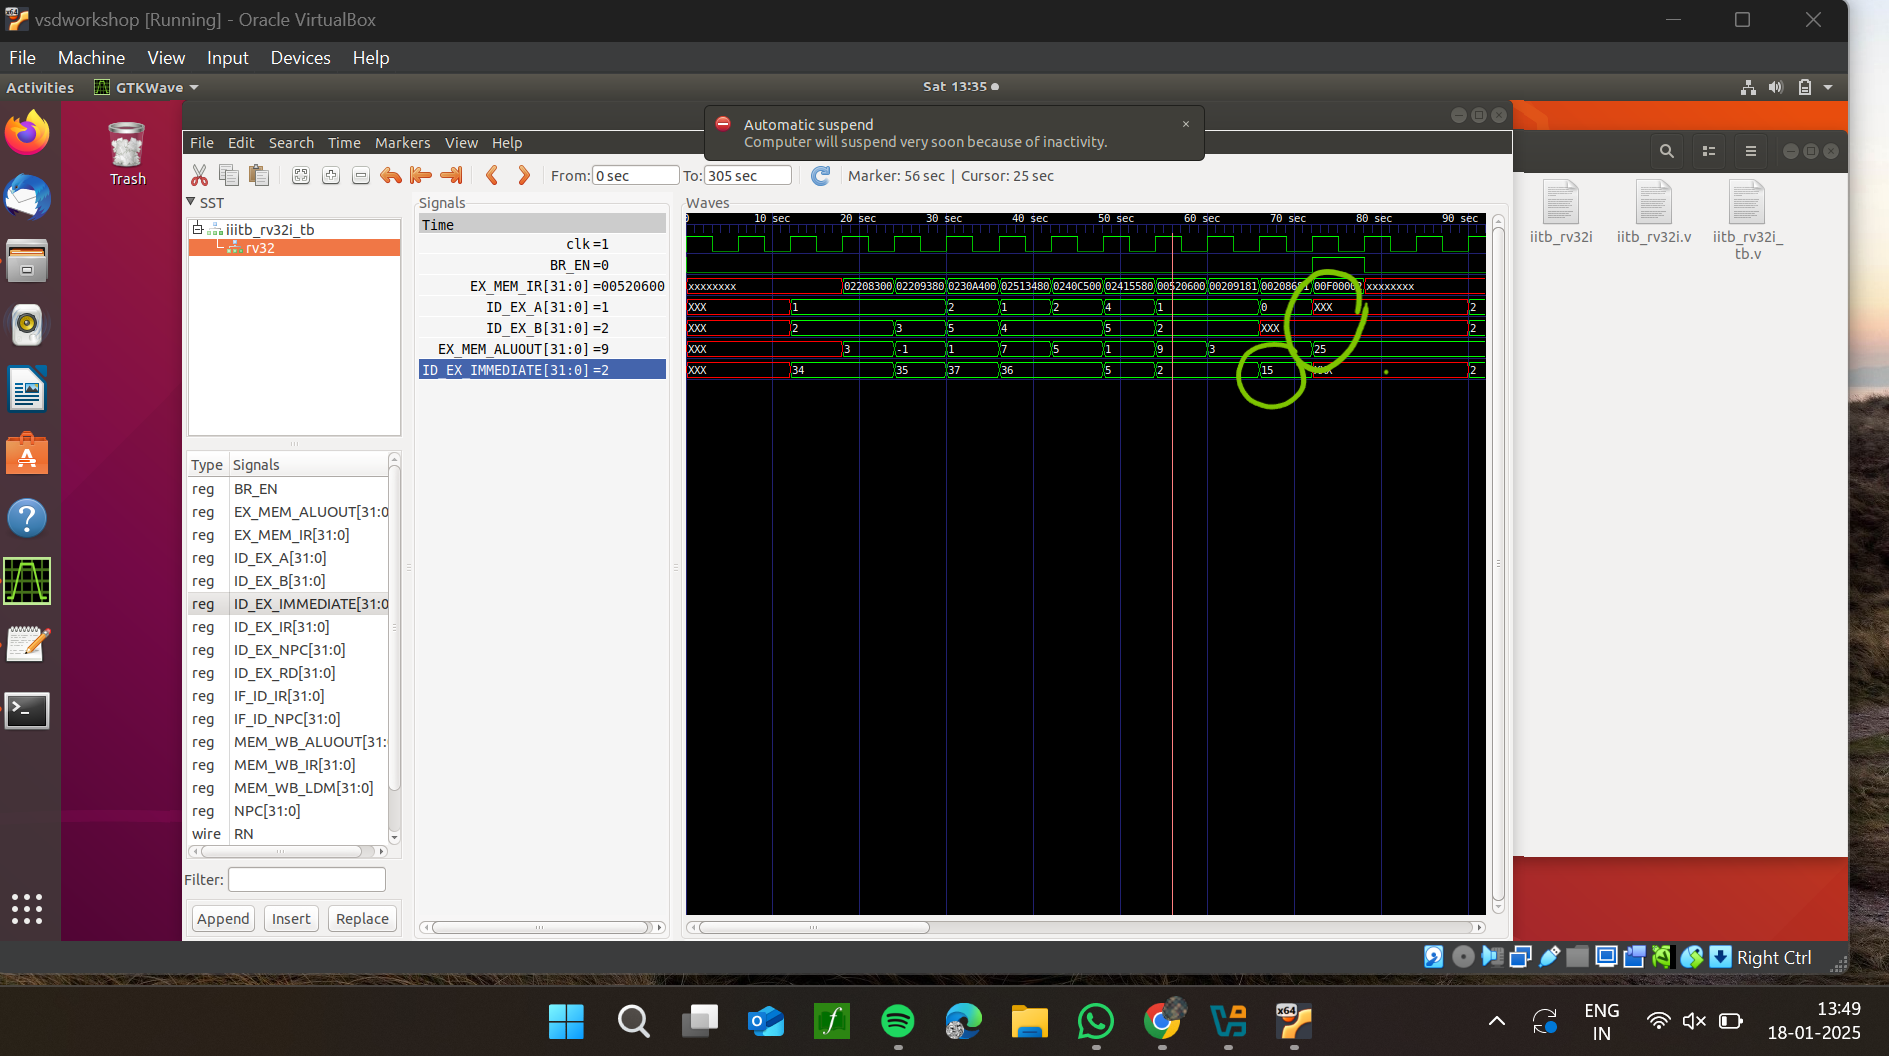 vsdworkshop [Running] - Oracle VirtualBox
File Machine View Input Devices Help
Activities GTKWave Sat 13:35
Automatic suspend
Computer will suspend very soon because of inactivity.
Trash
File Edit Search Time Markers View Help
From: 0 sec To: 305 sec Marker: 56 sec | Cursor: 25 sec
SST
iiitb_rv32i_tb
rv32
Type Signals
reg BR_EN
reg EX_MEM_ALUOUT[31:0
reg EX_MEM_IR[31:0]
reg ID_EX_A[31:0]
reg ID_EX_B[31:0]
reg ID_EX_IMMEDIATE[31:0
reg ID_EX_IR[31:0]
reg ID_EX_NPC[31:0]
reg ID_EX_RD[31:0]
reg IF_ID_IR[31:0]
reg IF_ID_NPC[31:0]
reg MEM_WB_ALUOUT[31:
reg MEM_WB_IR[31:0]
reg MEM_WB_LDM[31:0]
reg NPC[31:0]
wire RN
Filter:
Append Insert Replace
Signals
Time
clk=1
BR_EN=0
EX_MEM_IR[31:0]=00520600
ID_EX_A[31:0]=1
ID_EX_B[31:0]=2
EX_MEM_ALUOUT[31:0]=9
ID_EX_IMMEDIATE[31:0]=2
Waves
0 10 sec 20 sec 30 sec 40 sec 50 sec 60 sec 70 sec 80 sec 90 sec
xxxxxxxx 02208300 02209380 0230A400 02513480 0240C500 02415580 00520600 00209181 00208681 xxxxxxxx
XXX 1 2 1 2 4 1 0 XXX 2
XXX 2 3 5 4 5 2 XXX 2
XXX 3 -1 1 7 5 1 9 3 25
XXX 34 35 37 36 5 2 15 XXX 2
iitb_rv32i
iitb_rv32i.v
iitb_rv32i_
tb.v
Right Ctrl
ENG
IN
13:49
18-01-2025